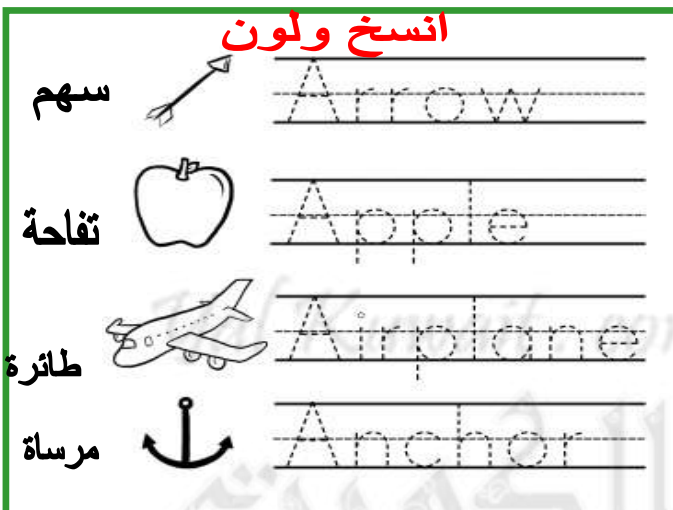 انسخ ولون
سهم Arrow
تفاحة Apple
طائرة Airplane
مرساة Anchor